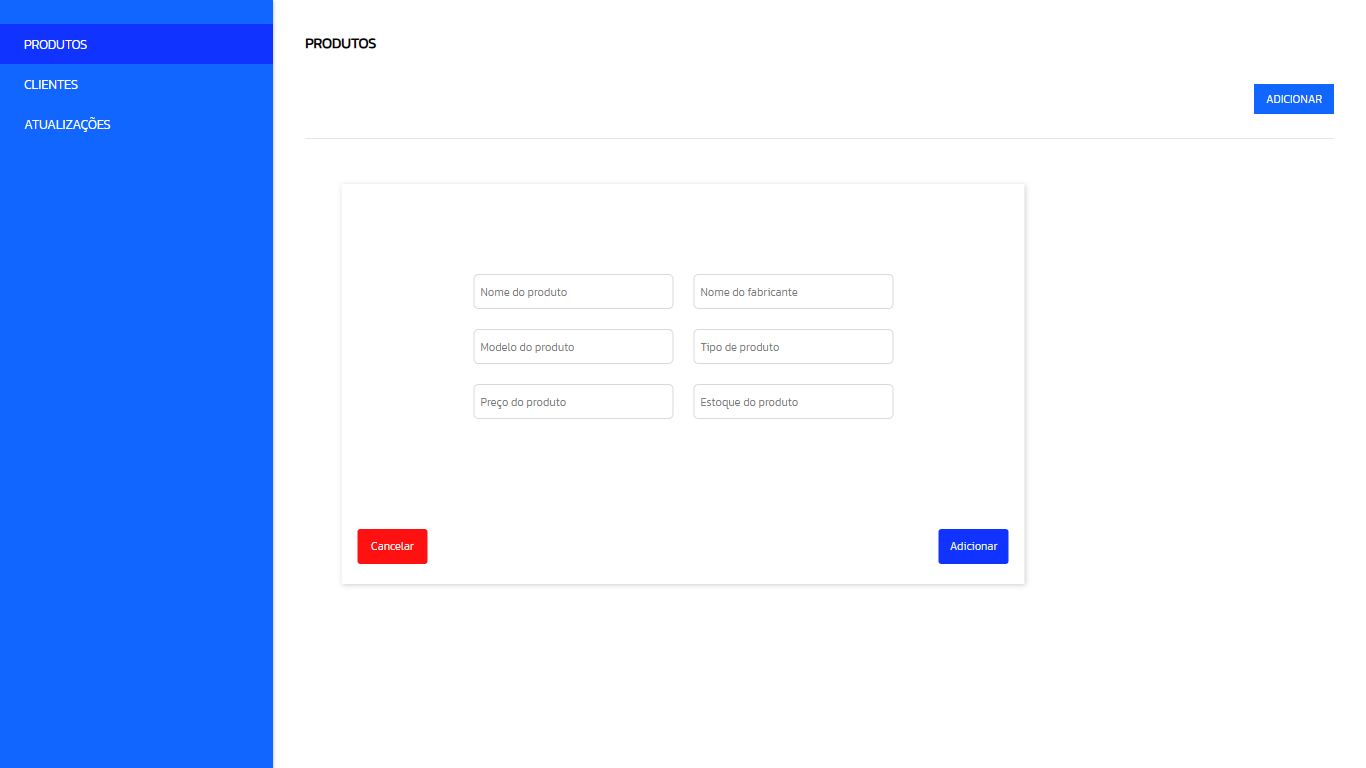 PRODUTOS
CLIENTES
ATUALIZAÇÕES
PRODUTOS
ADICIONAR
Nome do produto
Nome do fabricante
Modelo do produto
Tipo de produto
Preço do produto
Estoque do produto
Cancelar
Adicionar